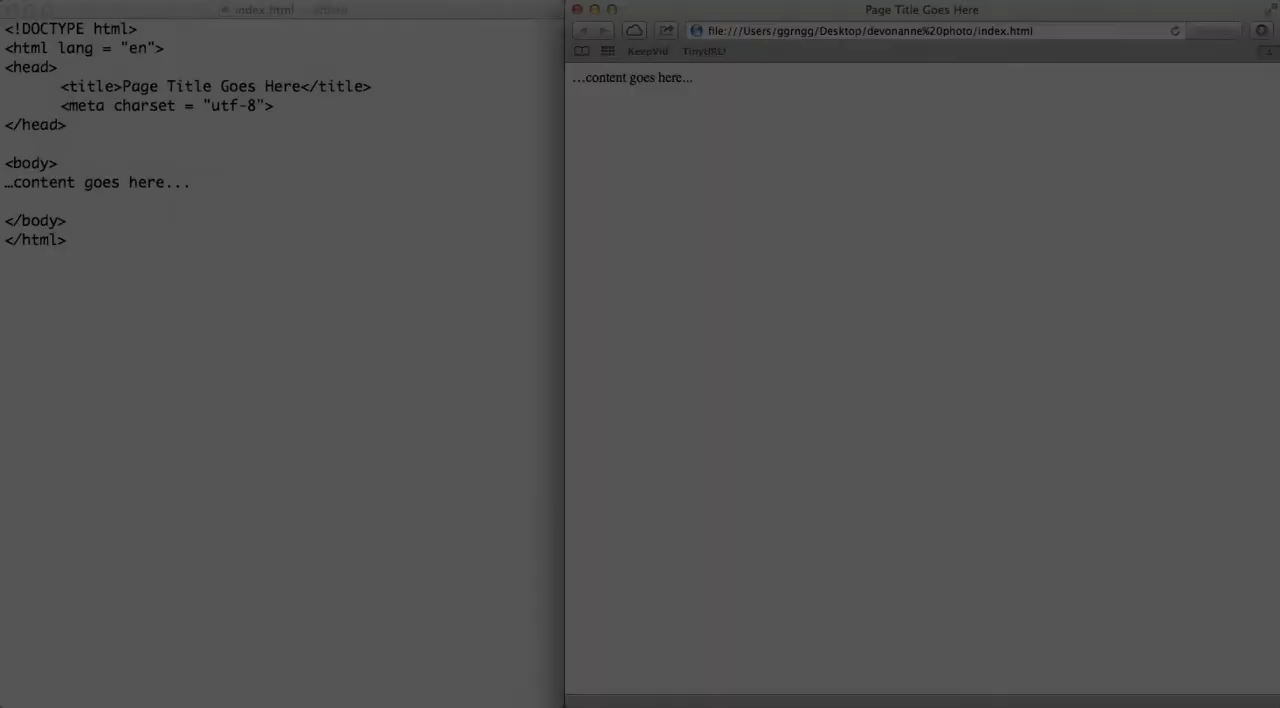 index.html
<!DOCTYPE html>
<html lang = "en">
<head>
<title>Page Title Goes Here</title>
<meta charset = "utf-8">
</head>
<body>
…content goes here...
</body>
</html>
Page Title Goes Here
file:///Users/ggrngg/Desktop/devonanne%20photo/index.html
KeepVid TinyURL!
…content goes here...